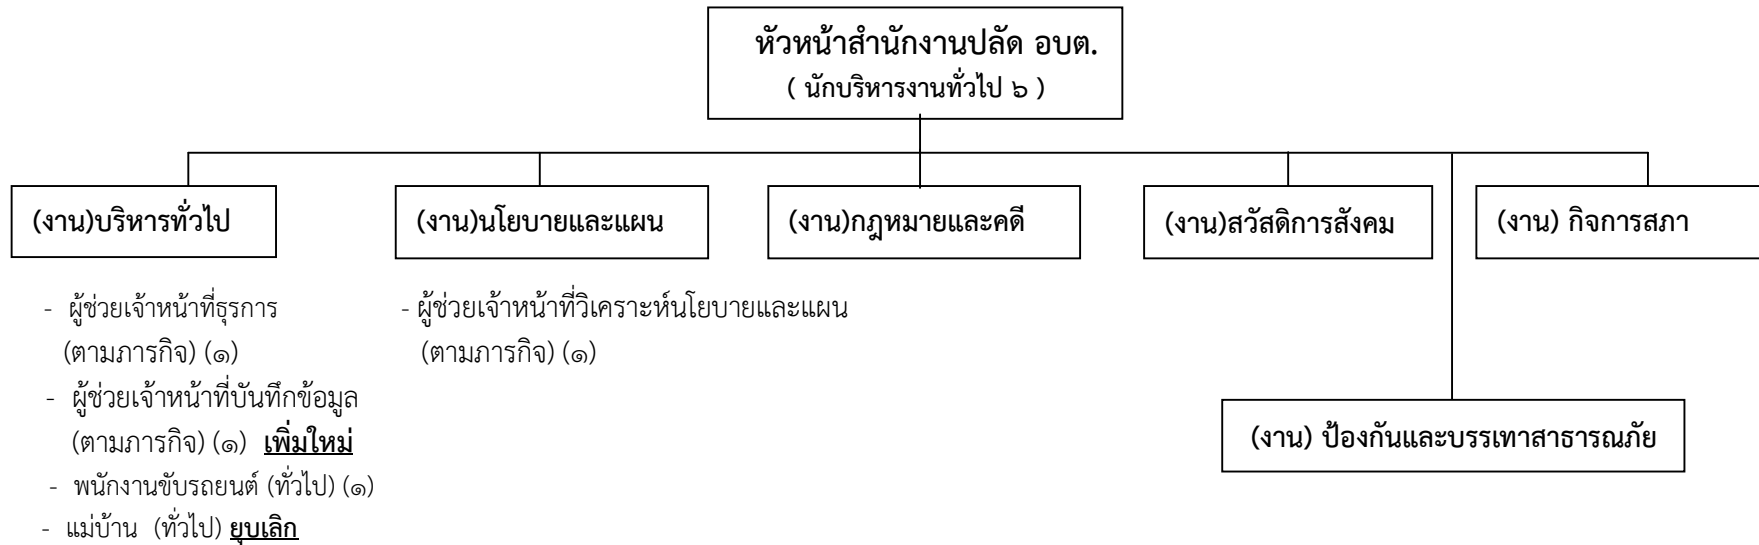 หัวหน้าสำนักงานปลัด อบต.
( นักบริหารงานทั่วไป ๖ )
(งาน)บริหารทั่วไป
(งาน)นโยบายและแผน
(งาน)กฎหมายและคดี
(งาน)สวัสดิการสังคม
(งาน) กิจการสภา
- ผู้ช่วยเจ้าหน้าที่ธุรการ
(ตามภารกิจ) (๑)
- ผู้ช่วยเจ้าหน้าที่บันทึกข้อมูล
(ตามภารกิจ) (๑) เพิ่มใหม่
- พนักงานขับรถยนต์ (ทั่วไป) (๑)
- แม่บ้าน (ทั่วไป) ยุบเลิก
- ผู้ช่วยเจ้าหน้าที่วิเคราะห์นโยบายและแผน
(ตามภารกิจ) (๑)
(งาน) ป้องกันและบรรเทาสาธารณภัย